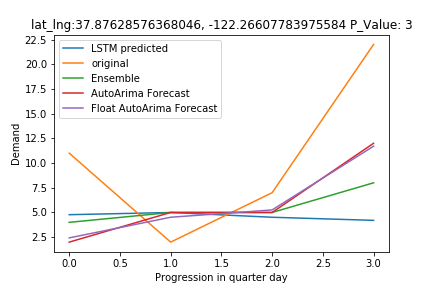 lat_lng:37.87628576368046, -122.26607783975584 P_Value: 3
22.5
20.0
17.5
15.0
12.5
10.0
7.5
5.0
2.5
Demand
LSTM predicted
original
Ensemble
AutoArima Forecast
Float AutoArima Forecast
0.0 0.5 1.0 1.5 2.0 2.5 3.0
Progression in quarter day